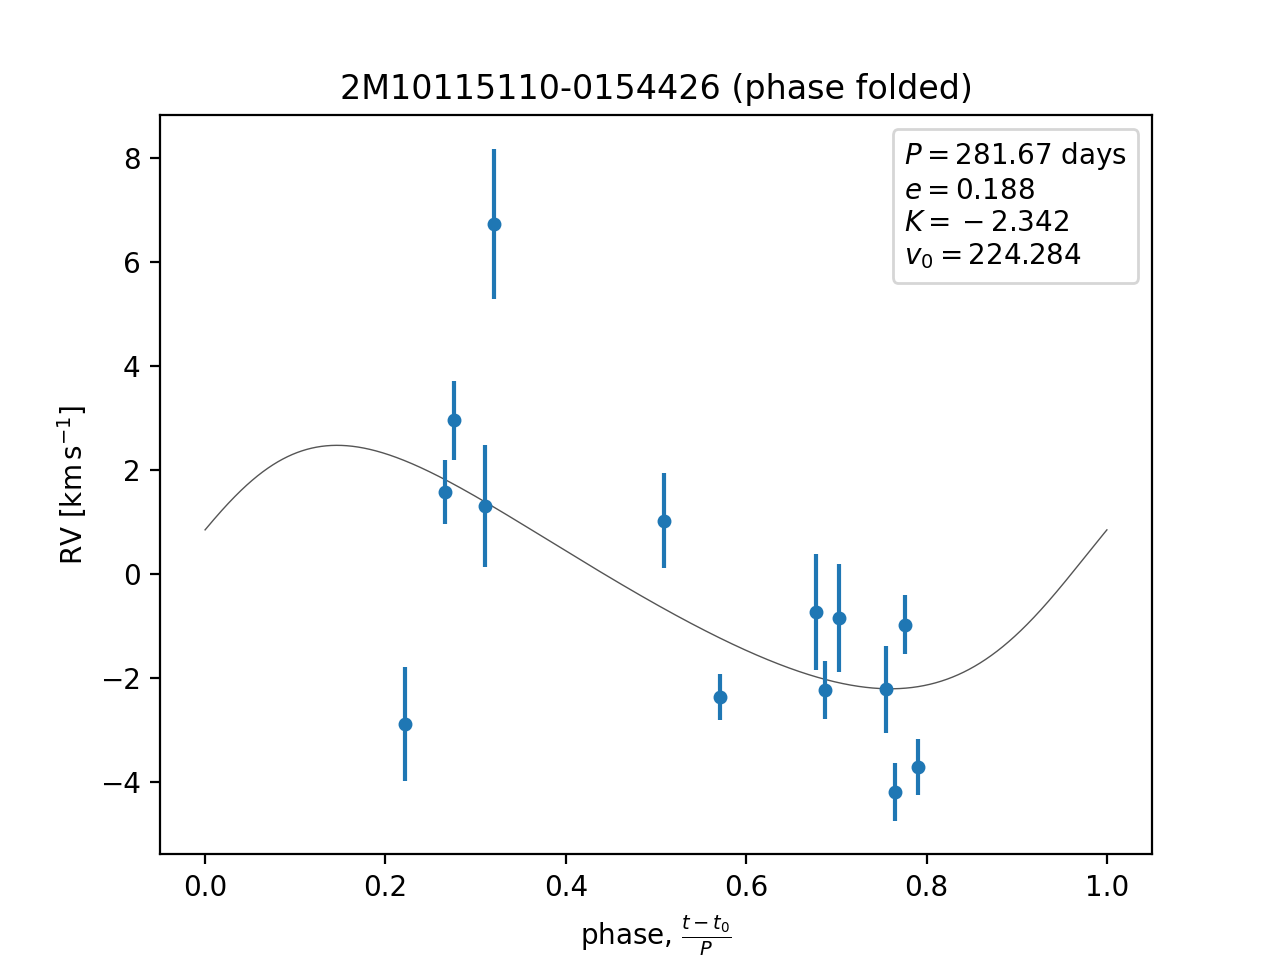 2M10115110-0154426 (phase folded)
P = 281.67 days
e = 0.188
K = −2.342
v₀ = 224.284
8
6
4
2
0
−2
−4
RV [km s⁻¹]
0.0 0.2 0.4 0.6 0.8 1.0
phase, (t − t₀)/P